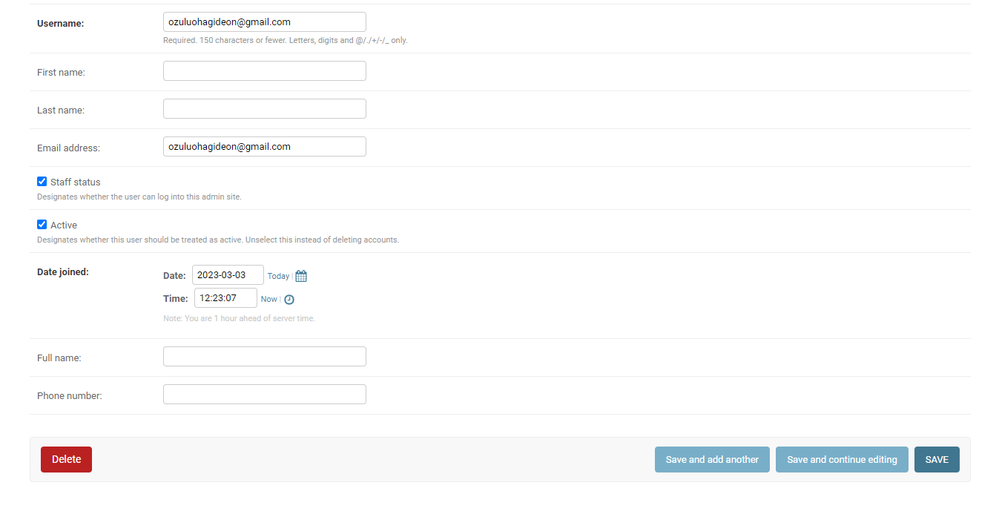 Username: ozuluohagideon@gmail.com
Required. 150 characters or fewer. Letters, digits and @/./+/-/_ only.
First name:
Last name:
Email address: ozuluohagideon@gmail.com
Staff status
Designates whether the user can log into this admin site.
Active
Designates whether this user should be treated as active. Unselect this instead of deleting accounts.
Date joined: Date: 2023-03-03 Today |
Time: 12:23:07 Now |
Note: You are 1 hour ahead of server time.
Full name:
Phone number:
Delete Save and add another Save and continue editing SAVE